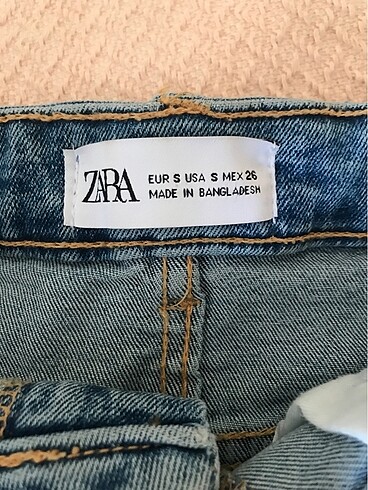 ZARA
EUR S USA S MEX 26
MADE IN BANGLADESH